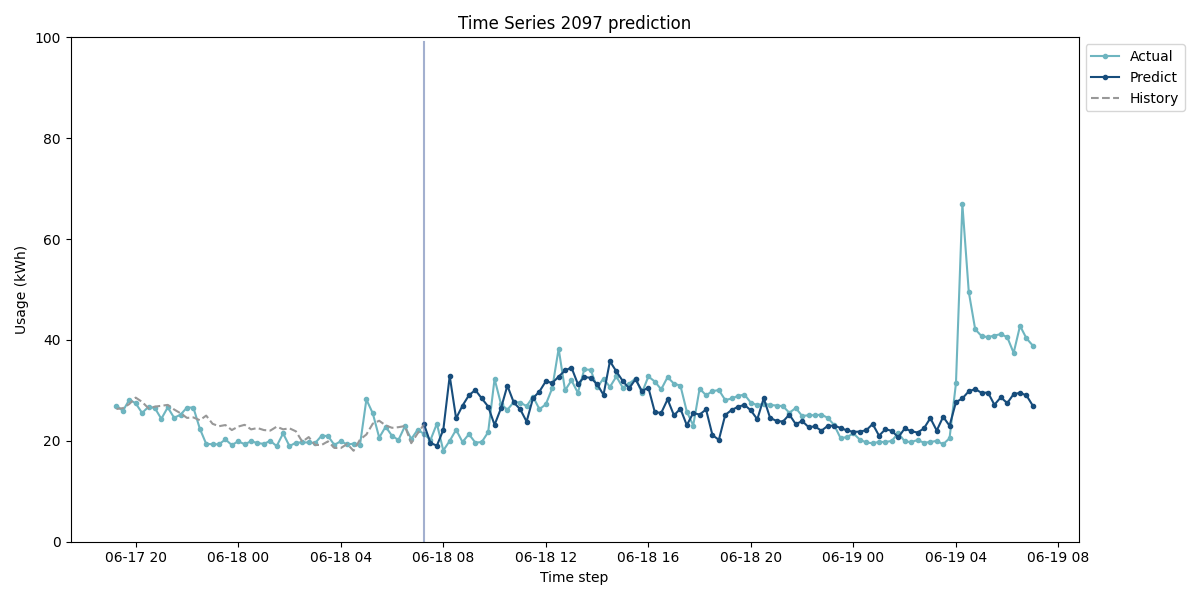 Time Series 2097 prediction
100
80
60
40
20
0
Usage (kWh)
06-17 20
06-18 00
06-18 04
06-18 08
06-18 12
06-18 16
06-18 20
06-19 00
06-19 04
06-19 08
Time step
Actual
Predict
History